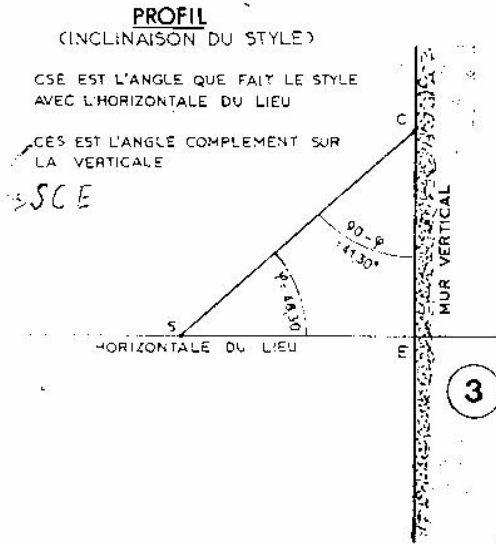 PROFIL
(INCLINAISON DU STYLE)
CSE EST L'ANGLE QUE FAIT LE STYLE
AVEC L'HORIZONTALE DU LIEU
CES EST L'ANGLE COMPLEMENT SUR
LA VERTICALE
SCE
C
90-φ
=41,30°
MUR VERTICAL
φ=48,30
S
E
HORIZONTALE DU LIEU
3